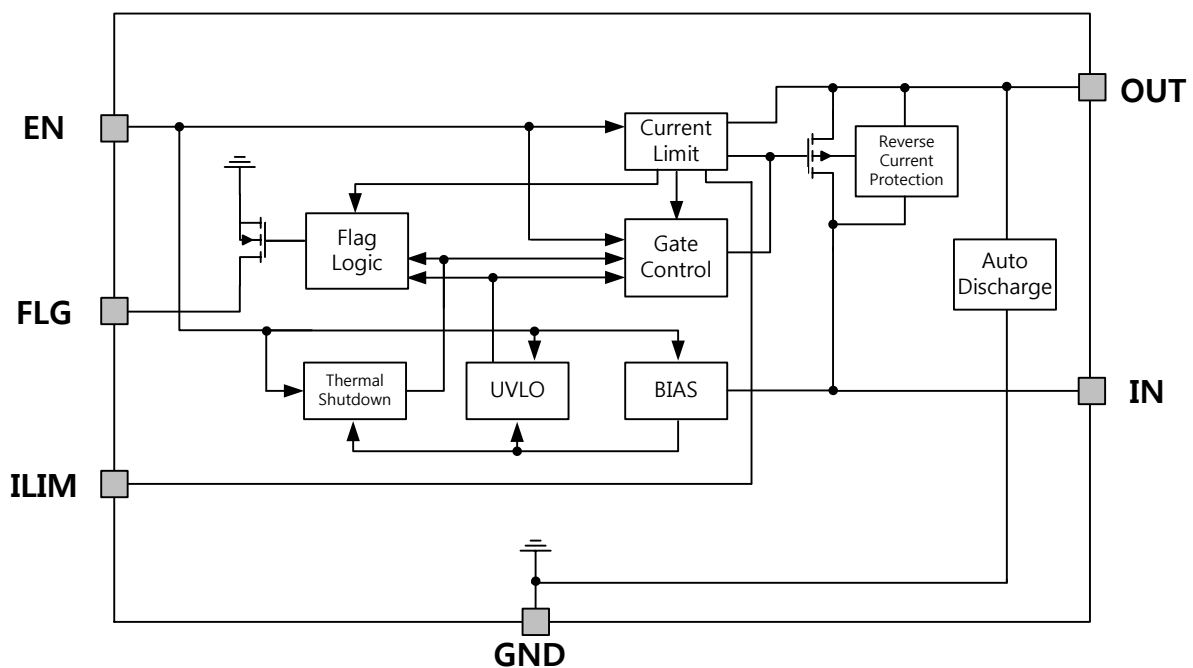 OUT
EN
Current
Limit
Reverse
Current
Protection
Flag
Logic
Gate
Control
Auto
Discharge
FLG
Thermal
Shutdown
UVLO
BIAS
IN
ILIM
GND